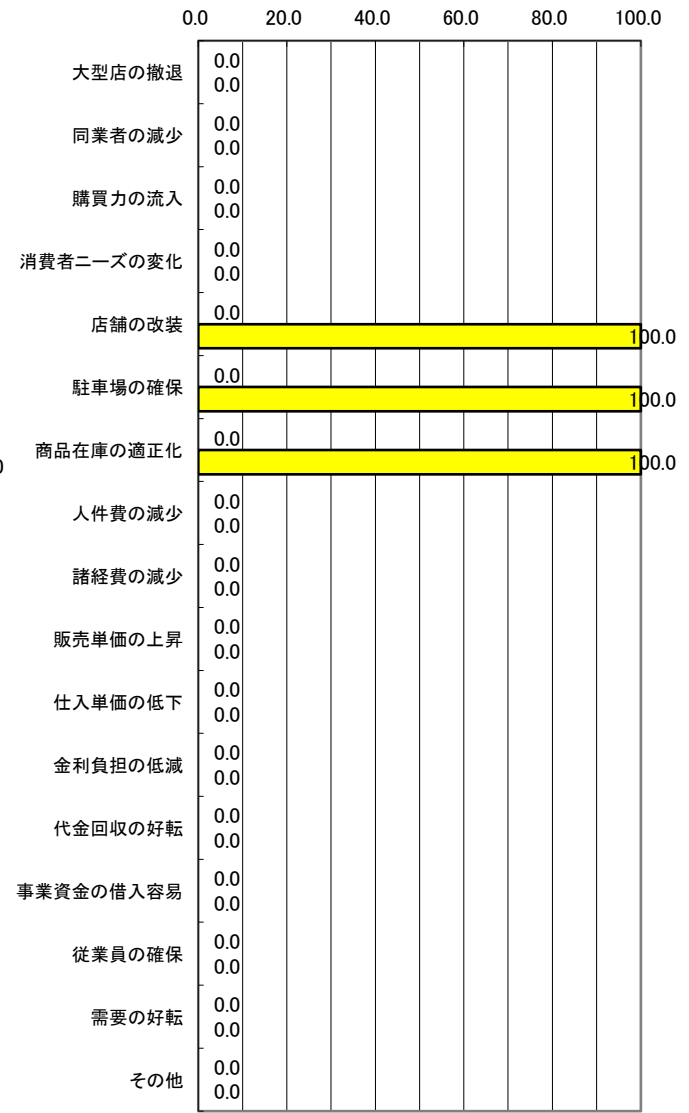 0.0 20.0 40.0 60.0 80.0 100.0
大型店の撤退 0.0
0.0
同業者の減少 0.0
0.0
購買力の流入 0.0
0.0
消費者ニーズの変化 0.0
0.0
店舗の改装 0.0
100.0
駐車場の確保 0.0
100.0
商品在庫の適正化 0.0
100.0
人件費の減少 0.0
0.0
諸経費の減少 0.0
0.0
販売単価の上昇 0.0
0.0
仕入単価の低下 0.0
0.0
金利負担の低減 0.0
0.0
代金回収の好転 0.0
0.0
事業資金の借入容易 0.0
0.0
従業員の確保 0.0
0.0
需要の好転 0.0
0.0
その他 0.0
0.0